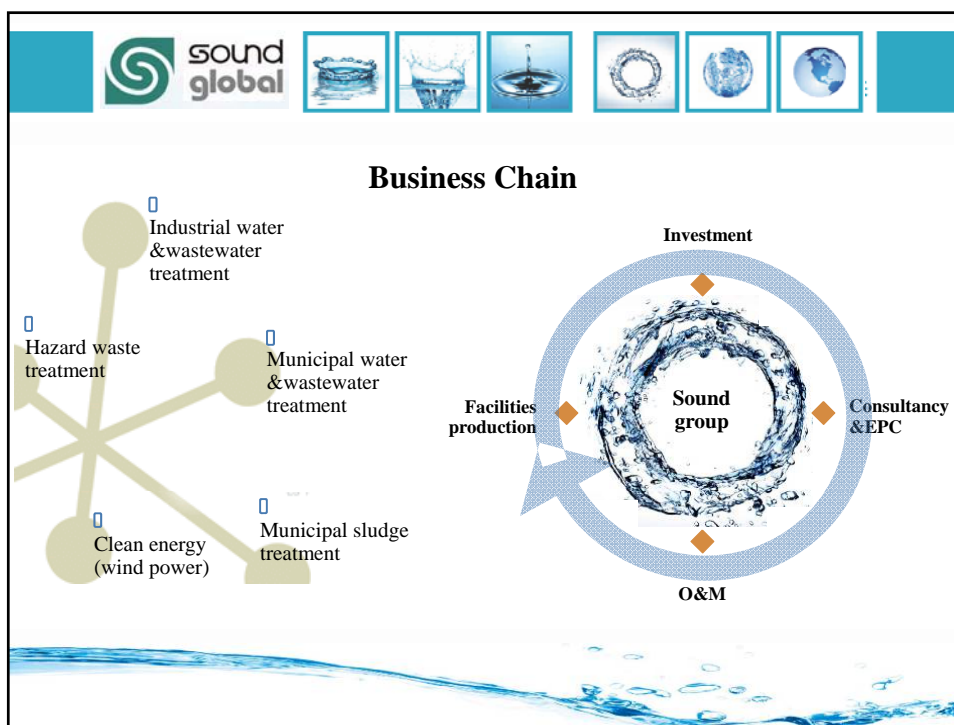 sound
global
Business Chain
Industrial water
&wastewater
treatment
Hazard waste
treatment
Municipal water
&wastewater
treatment
Clean energy
(wind power)
Municipal sludge
treatment
Investment
Facilities
production
Sound
group
Consultancy
&EPC
O&M